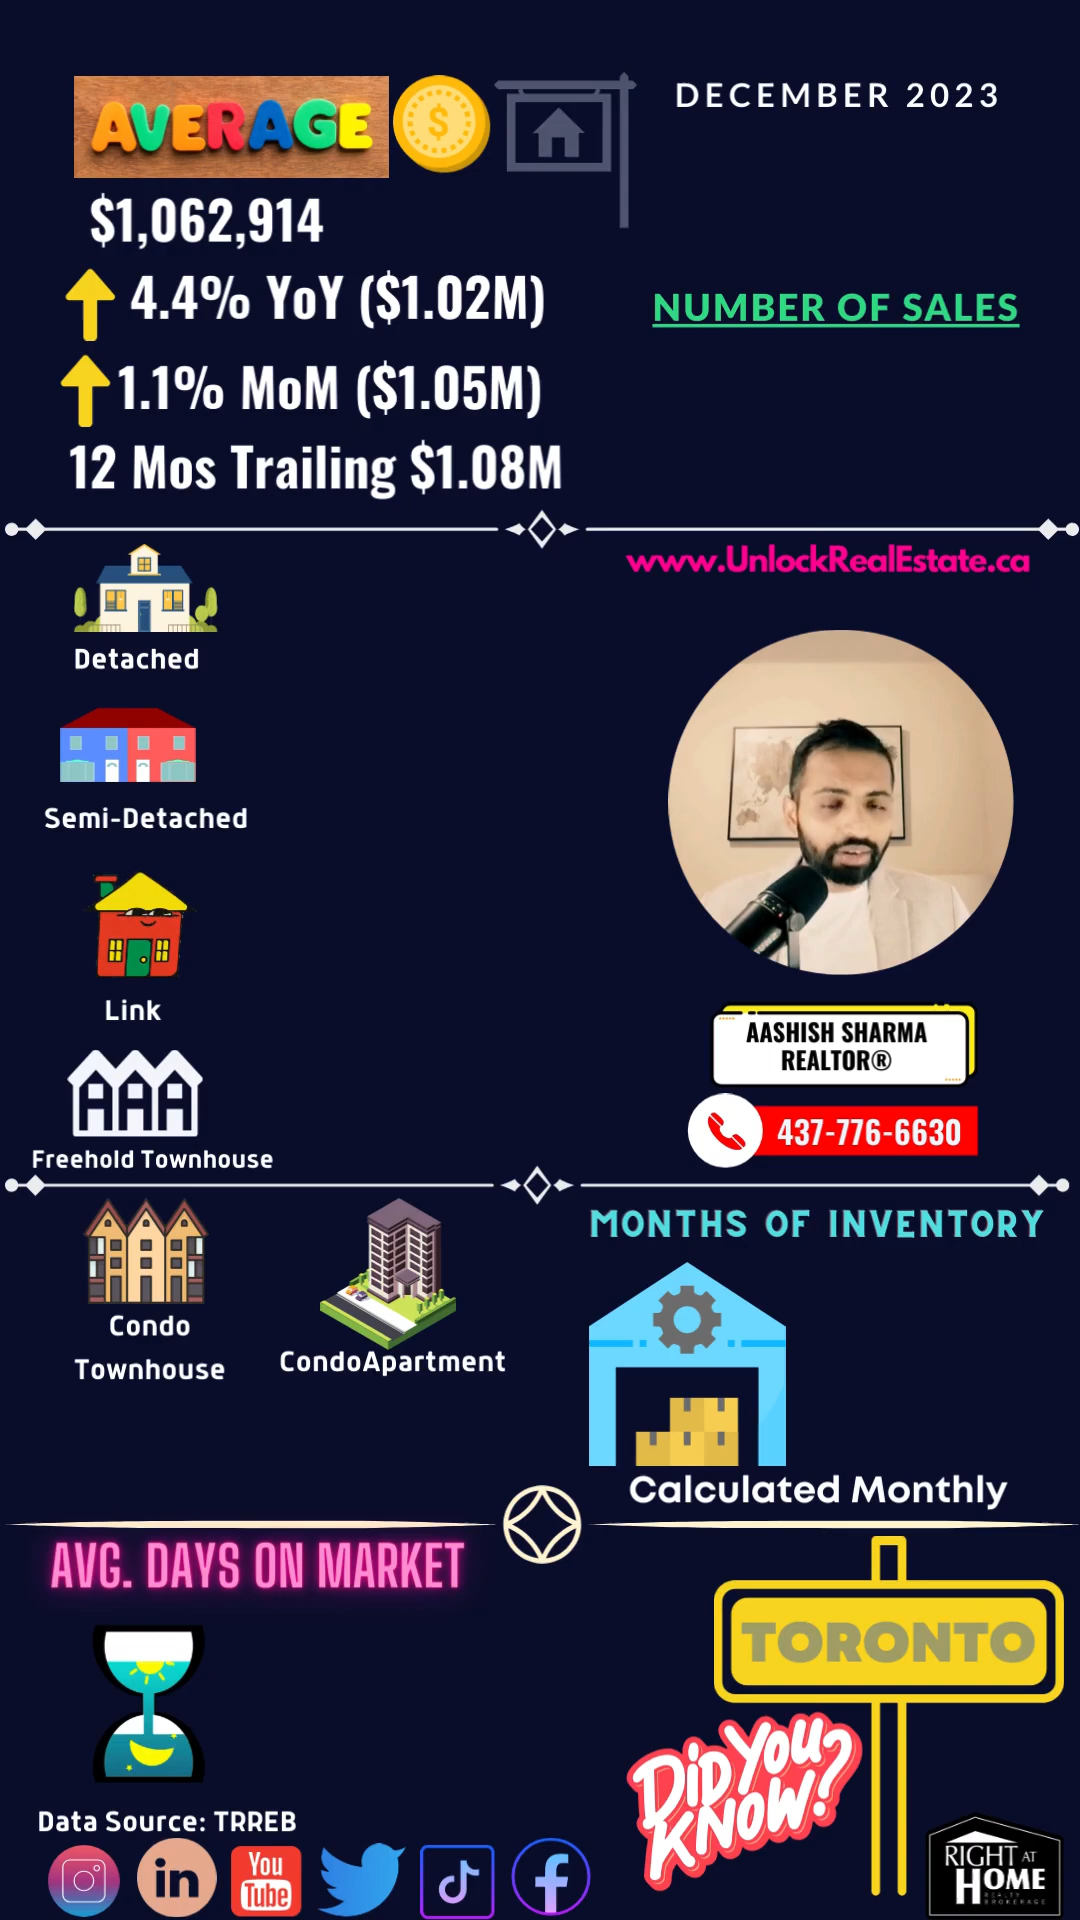 AVERAGE
$
DECEMBER 2023
$1,062,914
4.4% YoY ($1.02M)
NUMBER OF SALES
1.1% MoM ($1.05M)
12 Mos Trailing $1.08M
www.UnlockRealEstate.ca
Detached
Semi-Detached
Link
Freehold Townhouse
AASHISH SHARMA
REALTOR®
437-776-6630
Condo
Townhouse
CondoApartment
MONTHS OF INVENTORY
Calculated Monthly
AVG. DAYS ON MARKET
TORONTO
DiD YOU
KNOW?
Data Source: TRREB
in
You
Tube
f
RIGHT AT
HOME
REALTY
BROKERAGE